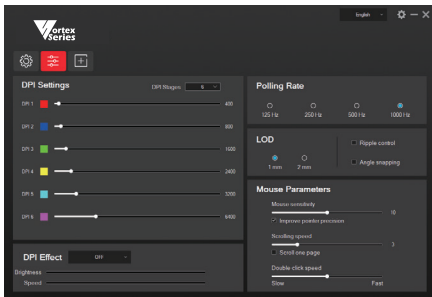 English
Vortex
Series
DPI Settings
DPI Stages
6
DPI 1
400
DPI 2
800
DPI 3
1600
DPI 4
2400
DPI 5
3200
DPI 6
6400
DPI Effect
OFF
Brightness
Speed
Polling Rate
125 Hz
250 Hz
500 Hz
1000 Hz
LOD
1 mm
2 mm
Ripple control
Angle snapping
Mouse Parameters
Mouse sensitivity
10
Improve pointer precision
Scrolling speed
3
Scroll one page
Double click speed
Slow
Fast